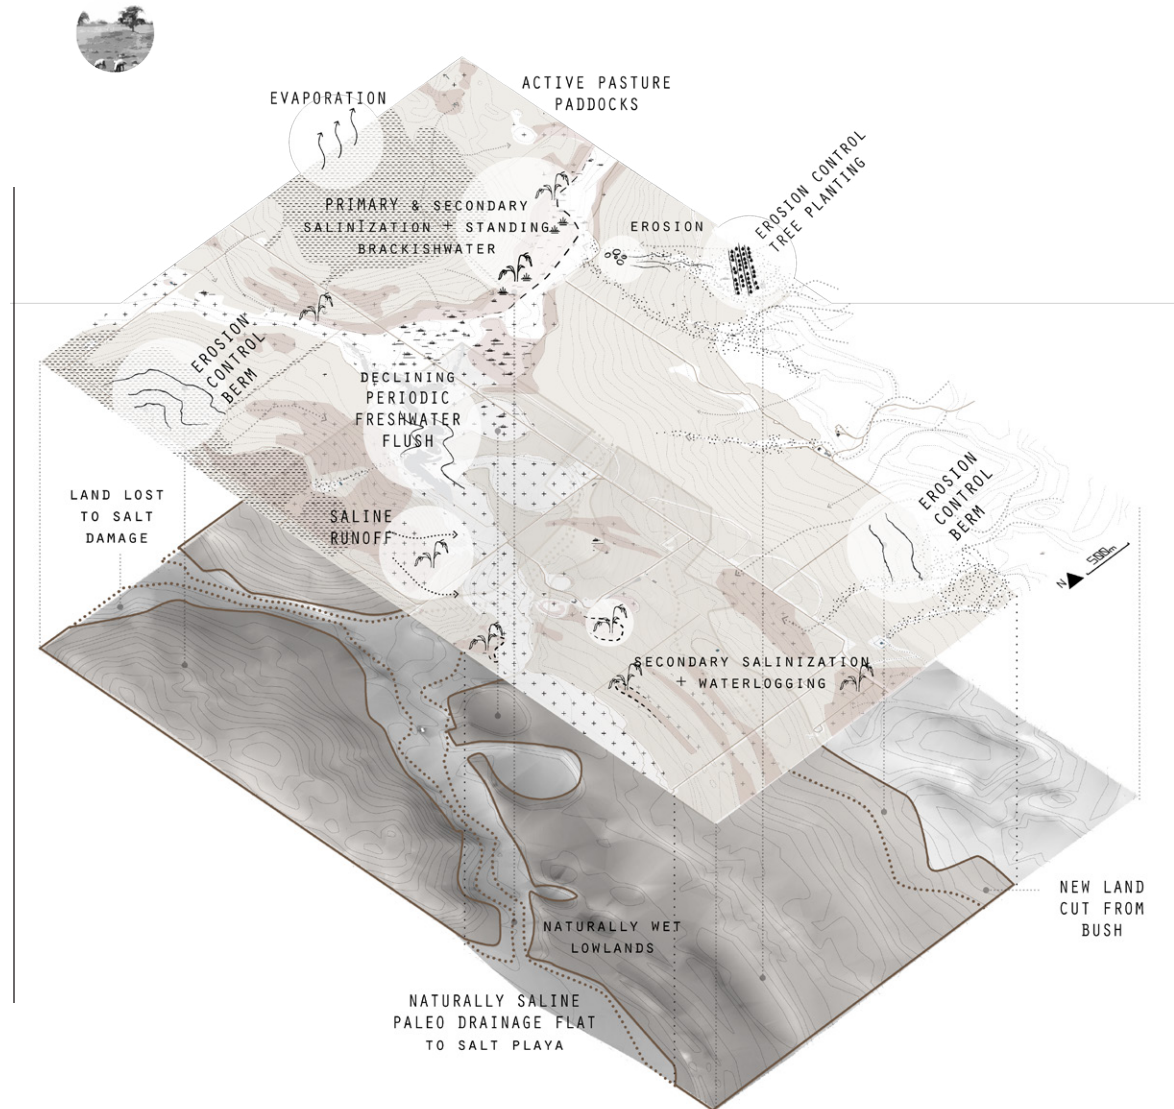 ACTIVE PASTURE
PADDOCKS
EVAPORATION
EROSION CONTROL
TREE PLANTING
PRIMARY & SECONDARY
SALINIZATION + STANDING
BRACKISHWATER
EROSION
EROSION
CONTROL
BERM
DECLINING
PERIODIC
FRESHWATER
FLUSH
EROSION
CONTROL
BERM
LAND LOST
TO SALT
DAMAGE
SALINE
RUNOFF
500m
N
SECONDARY SALINIZATION
+ WATERLOGGING
NEW LAND
CUT FROM
BUSH
NATURALLY WET
LOWLANDS
NATURALLY SALINE
PALEO DRAINAGE FLAT
TO SALT PLAYA